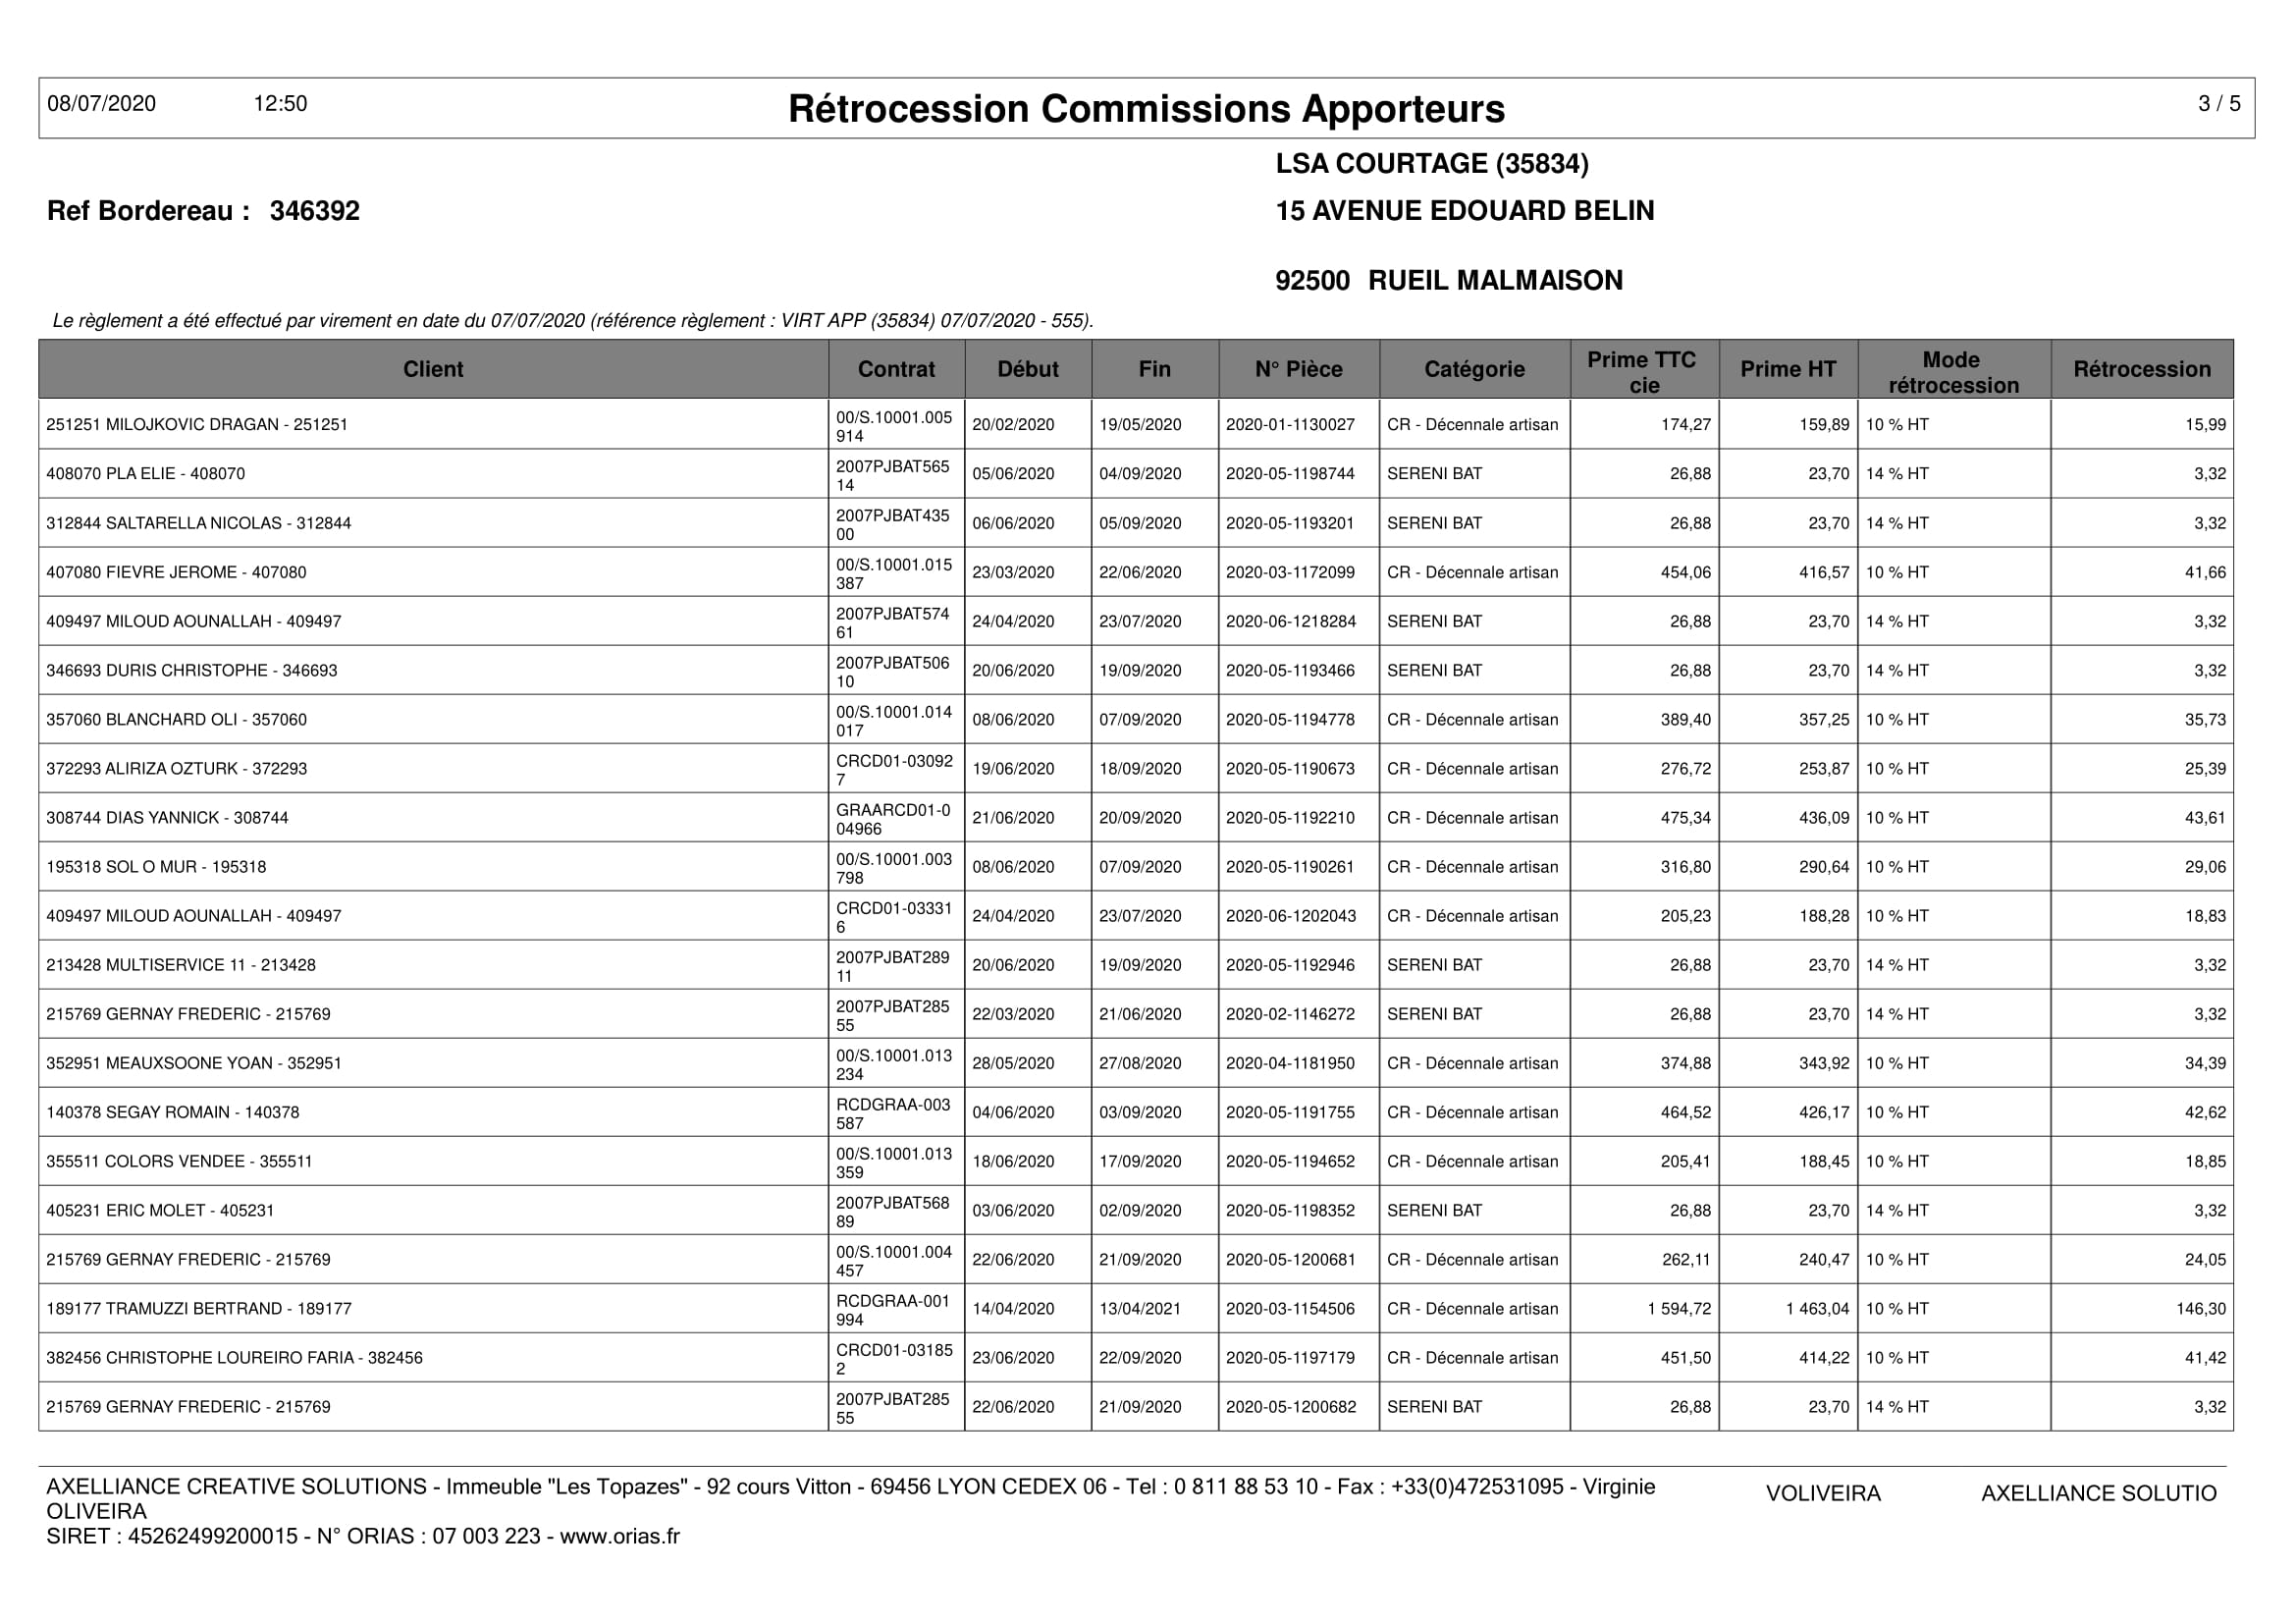 08/07/2020 12:50 Rétrocession Commissions Apporteurs 3 / 5
LSA COURTAGE (35834)
Ref Bordereau : 346392 15 AVENUE EDOUARD BELIN
92500 RUEIL MALMAISON
Le règlement a été effectué par virement en date du 07/07/2020 (référence règlement : VIRT APP (35834) 07/07/2020 - 555).
Client Contrat Début Fin N° Pièce Catégorie Prime TTC cie Prime HT Mode rétrocession Rétrocession
251251 MILOJKOVIC DRAGAN - 251251 00/S.10001.005914 20/02/2020 19/05/2020 2020-01-1130027 CR - Décennale artisan 174,27 159,89 10 % HT 15,99
408070 PLA ELIE - 408070 2007PJBAT56514 05/06/2020 04/09/2020 2020-05-1198744 SERENI BAT 26,88 23,70 14 % HT 3,32
312844 SALTARELLA NICOLAS - 312844 2007PJBAT43500 06/06/2020 05/09/2020 2020-05-1193201 SERENI BAT 26,88 23,70 14 % HT 3,32
407080 FIEVRE JEROME - 407080 00/S.10001.015387 23/03/2020 22/06/2020 2020-03-1172099 CR - Décennale artisan 454,06 416,57 10 % HT 41,66
409497 MILOUD AOUNALLAH - 409497 2007PJBAT57461 24/04/2020 23/07/2020 2020-06-1218284 SERENI BAT 26,88 23,70 14 % HT 3,32
346693 DURIS CHRISTOPHE - 346693 2007PJBAT50610 20/06/2020 19/09/2020 2020-05-1193466 SERENI BAT 26,88 23,70 14 % HT 3,32
357060 BLANCHARD OLI - 357060 00/S.10001.014017 08/06/2020 07/09/2020 2020-05-1194778 CR - Décennale artisan 389,40 357,25 10 % HT 35,73
372293 ALIRIZA OZTURK - 372293 CRCD01-030927 19/06/2020 18/09/2020 2020-05-1190673 CR - Décennale artisan 276,72 253,87 10 % HT 25,39
308744 DIAS YANNICK - 308744 GRAARCD01-004966 21/06/2020 20/09/2020 2020-05-1192210 CR - Décennale artisan 475,34 436,09 10 % HT 43,61
195318 SOL O MUR - 195318 00/S.10001.003798 08/06/2020 07/09/2020 2020-05-1190261 CR - Décennale artisan 316,80 290,64 10 % HT 29,06
409497 MILOUD AOUNALLAH - 409497 CRCD01-033316 24/04/2020 23/07/2020 2020-06-1202043 CR - Décennale artisan 205,23 188,28 10 % HT 18,83
213428 MULTISERVICE 11 - 213428 2007PJBAT28911 20/06/2020 19/09/2020 2020-05-1192946 SERENI BAT 26,88 23,70 14 % HT 3,32
215769 GERNAY FREDERIC - 215769 2007PJBAT28555 22/03/2020 21/06/2020 2020-02-1146272 SERENI BAT 26,88 23,70 14 % HT 3,32
352951 MEAUXSOONE YOAN - 352951 00/S.10001.013234 28/05/2020 27/08/2020 2020-04-1181950 CR - Décennale artisan 374,88 343,92 10 % HT 34,39
140378 SEGAY ROMAIN - 140378 RCDGRAA-003587 04/06/2020 03/09/2020 2020-05-1191755 CR - Décennale artisan 464,52 426,17 10 % HT 42,62
355511 COLORS VENDEE - 355511 00/S.10001.013359 18/06/2020 17/09/2020 2020-05-1194652 CR - Décennale artisan 205,41 188,45 10 % HT 18,85
405231 ERIC MOLET - 405231 2007PJBAT56889 03/06/2020 02/09/2020 2020-05-1198352 SERENI BAT 26,88 23,70 14 % HT 3,32
215769 GERNAY FREDERIC - 215769 00/S.10001.004457 22/06/2020 21/09/2020 2020-05-1200681 CR - Décennale artisan 262,11 240,47 10 % HT 24,05
189177 TRAMUZZI BERTRAND - 189177 RCDGRAA-001994 14/04/2020 13/04/2021 2020-03-1154506 CR - Décennale artisan 1 594,72 1 463,04 10 % HT 146,30
382456 CHRISTOPHE LOUREIRO FARIA - 382456 CRCD01-031852 23/06/2020 22/09/2020 2020-05-1197179 CR - Décennale artisan 451,50 414,22 10 % HT 41,42
215769 GERNAY FREDERIC - 215769 2007PJBAT28555 22/06/2020 21/09/2020 2020-05-1200682 SERENI BAT 26,88 23,70 14 % HT 3,32
AXELLIANCE CREATIVE SOLUTIONS - Immeuble "Les Topazes" - 92 cours Vitton - 69456 LYON CEDEX 06 - Tel : 0 811 88 53 10 - Fax : +33(0)472531095 - Virginie
OLIVEIRA
VOLIVEIRA AXELLIANCE SOLUTIO
SIRET : 45262499200015 - N° ORIAS : 07 003 223 - www.orias.fr